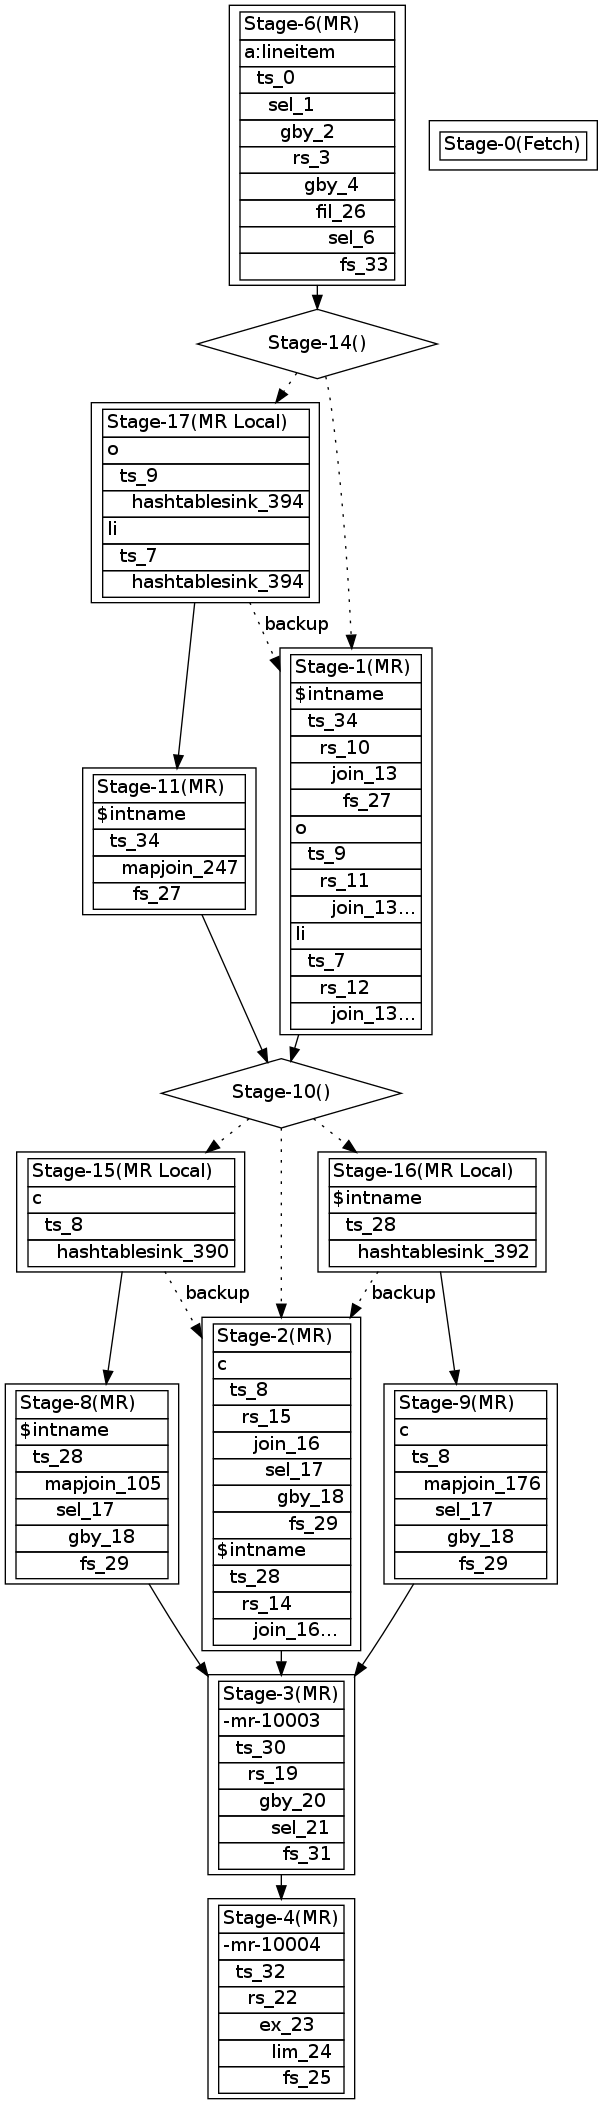 Stage-6(MR)
a:lineitem
ts_0
sel_1
gby_2
rs_3
gby_4
fil_26
sel_6
fs_33
Stage-0(Fetch)
Stage-14()
Stage-17(MR Local)
o
ts_9
hashtablesink_394
li
ts_7
hashtablesink_394
backup
Stage-1(MR)
$intname
ts_34
rs_10
join_13
fs_27
o
ts_9
rs_11
join_13...
li
ts_7
rs_12
join_13...
Stage-11(MR)
$intname
ts_34
mapjoin_247
fs_27
Stage-10()
Stage-15(MR Local)
c
ts_8
hashtablesink_390
Stage-16(MR Local)
$intname
ts_28
hashtablesink_392
backup
backup
Stage-2(MR)
c
ts_8
rs_15
join_16
sel_17
gby_18
fs_29
$intname
ts_28
rs_14
join_16...
Stage-8(MR)
$intname
ts_28
mapjoin_105
sel_17
gby_18
fs_29
Stage-9(MR)
c
ts_8
mapjoin_176
sel_17
gby_18
fs_29
Stage-3(MR)
-mr-10003
ts_30
rs_19
gby_20
sel_21
fs_31
Stage-4(MR)
-mr-10004
ts_32
rs_22
ex_23
lim_24
fs_25